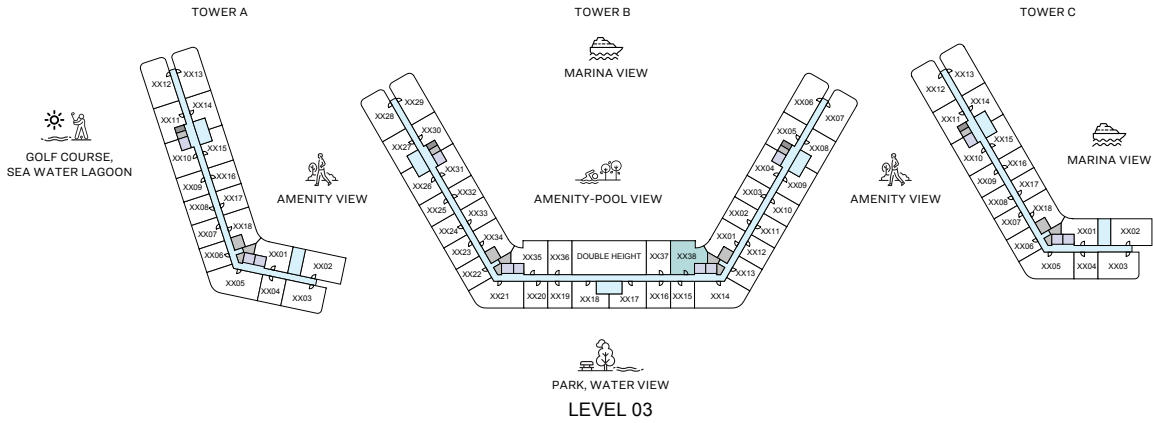 TOWER A
TOWER B
TOWER C
MARINA VIEW
GOLF COURSE,
SEA WATER LAGOON
AMENITY VIEW
AMENITY-POOL VIEW
AMENITY VIEW
MARINA VIEW
XX13
XX12
XX14
XX11
XX15
XX10
XX16
XX09
XX17
XX08
XX18
XX07
XX06
XX01
XX02
XX05
XX04
XX03
XX29
XX28
XX30
XX27
XX31
XX26
XX32
XX25
XX33
XX24
XX34
XX23
XX22
XX35
XX36
DOUBLE HEIGHT
XX37
XX38
XX21
XX20
XX19
XX18
XX17
XX16
XX15
XX14
XX06
XX07
XX05
XX08
XX04
XX09
XX03
XX10
XX02
XX11
XX01
XX12
XX13
XX13
XX12
XX14
XX11
XX15
XX10
XX16
XX09
XX17
XX08
XX18
XX07
XX06
XX01
XX02
XX05
XX04
XX03
PARK, WATER VIEW
LEVEL 03